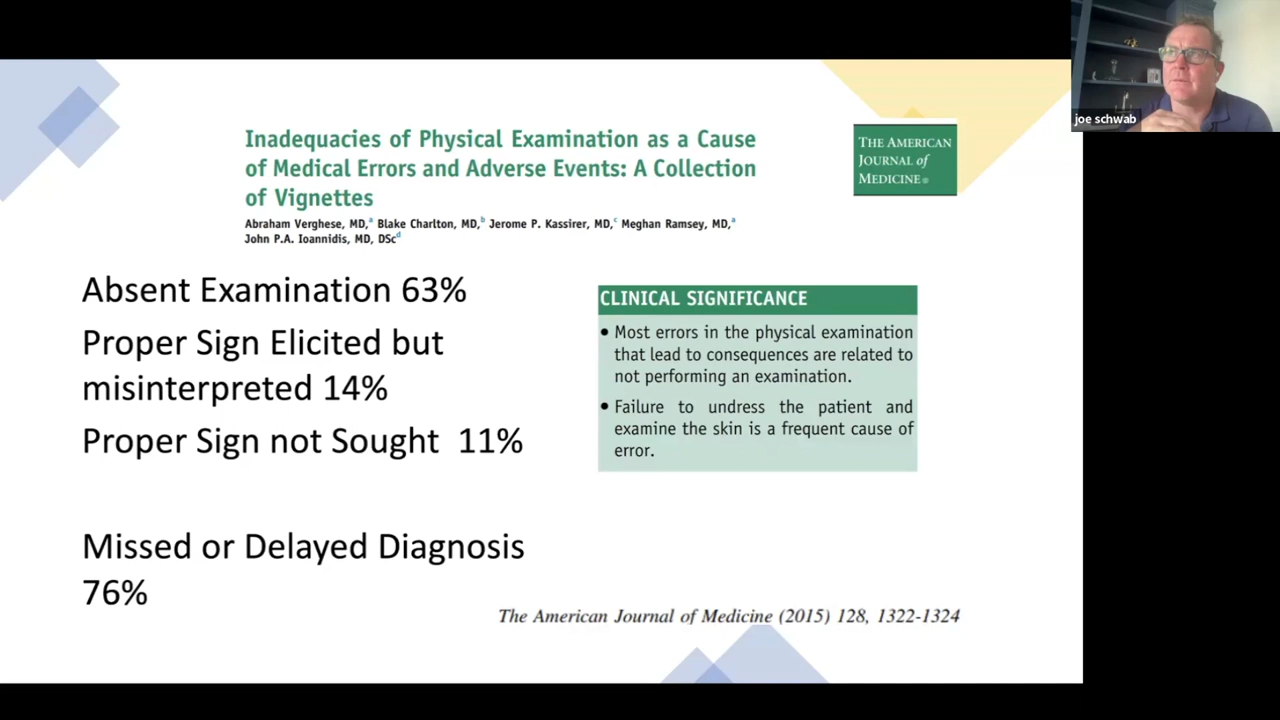 Inadequacies of Physical Examination as a Cause
of Medical Errors and Adverse Events: A Collection
of Vignettes
Abraham Verghese, MD,ª Blake Charlton, MD,ᵇ Jerome P. Kassirer, MD,ᶜ Meghan Ramsey, MD,ª
John P.A. Ioannidis, MD, DScᵈ
THE AMERICAN
JOURNAL of
MEDICINE®
joe schwab
Absent Examination 63%
Proper Sign Elicited but
misinterpreted 14%
Proper Sign not Sought 11%
Missed or Delayed Diagnosis
76%
CLINICAL SIGNIFICANCE
• Most errors in the physical examination
that lead to consequences are related to
not performing an examination.
• Failure to undress the patient and
examine the skin is a frequent cause of
error.
The American Journal of Medicine (2015) 128, 1322-1324